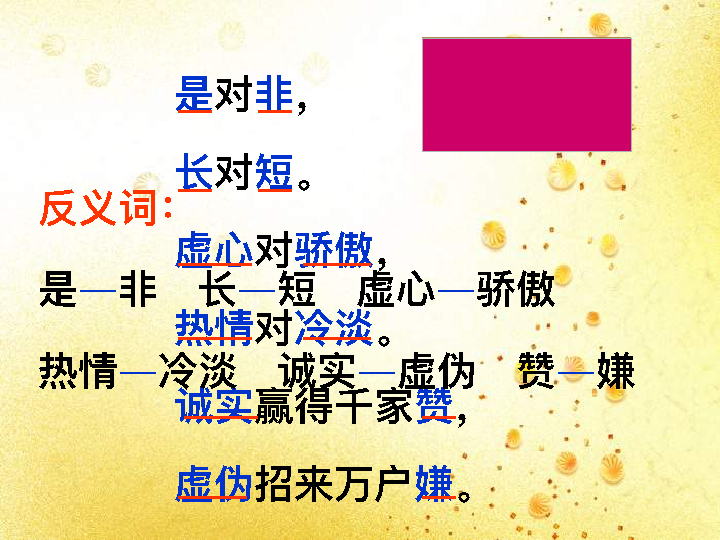 是对非，
长对短。
反义词：
虚心对骄傲，
是—非　长—短　虚心—骄傲
热情对冷淡。
热情—冷淡　诚实—虚伪　赞—嫌
诚实赢得千家赞，
虚伪招来万户嫌。